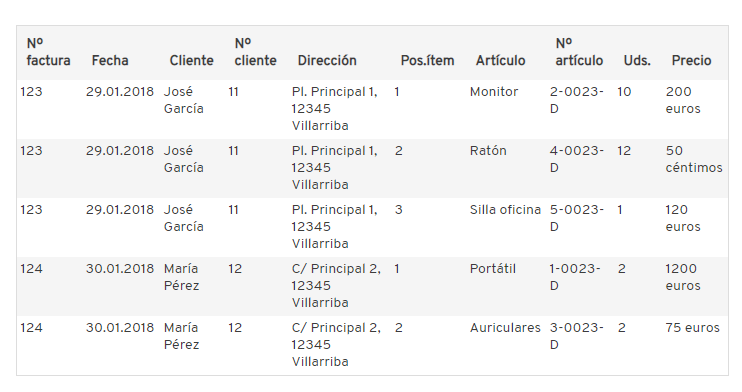 Nº factura Fecha Cliente Nº cliente Dirección Pos.ítem Artículo Nº artículo Uds. Precio
123 29.01.2018 José García 11 Pl. Principal 1, 12345 Villarriba 1 Monitor 2-0023-D 10 200 euros
123 29.01.2018 José García 11 Pl. Principal 1, 12345 Villarriba 2 Ratón 4-0023-D 12 50 céntimos
123 29.01.2018 José García 11 Pl. Principal 1, 12345 Villarriba 3 Silla oficina 5-0023-D 1 120 euros
124 30.01.2018 María Pérez 12 C/ Principal 2, 12345 Villarriba 1 Portátil 1-0023-D 2 1200 euros
124 30.01.2018 María Pérez 12 C/ Principal 2, 12345 Villarriba 2 Auriculares 3-0023-D 2 75 euros